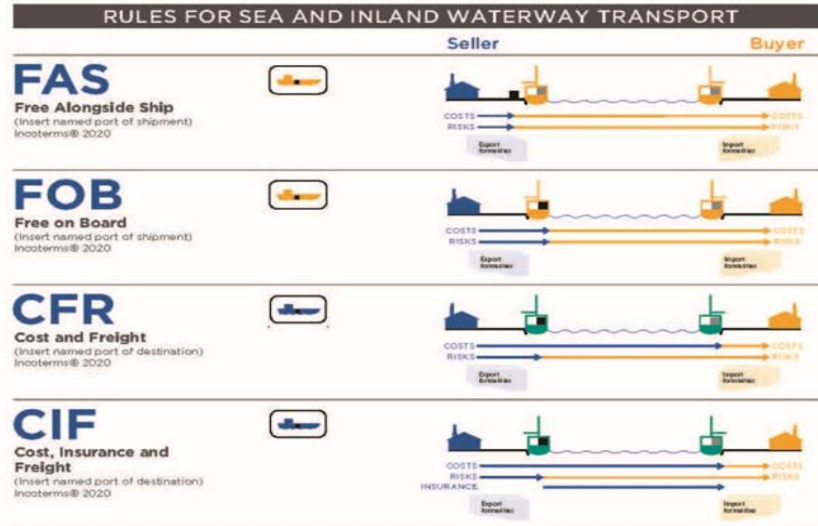 RULES FOR SEA AND INLAND WATERWAY TRANSPORT
Seller Buyer
FAS
Free Alongside Ship
(Insert named port of shipment)
Incoterms® 2020
COSTS COSTS
RISKS
Export formalities
Import formalities
FOB
Free on Board
(Insert named port of shipment)
Incoterms® 2020
COSTS COSTS
RISKS RISKS
Export formalities
Import formalities
CFR
Cost and Freight
(Insert named port of destination)
Incoterms® 2020
COSTS COSTS
RISKS RISKS
Export formalities
Import formalities
CIF
Cost, Insurance and
Freight
(Insert named port of destination)
Incoterms® 2020
COSTS COSTS
RISKS RISKS
INSURANCE
Export formalities
Import formalities